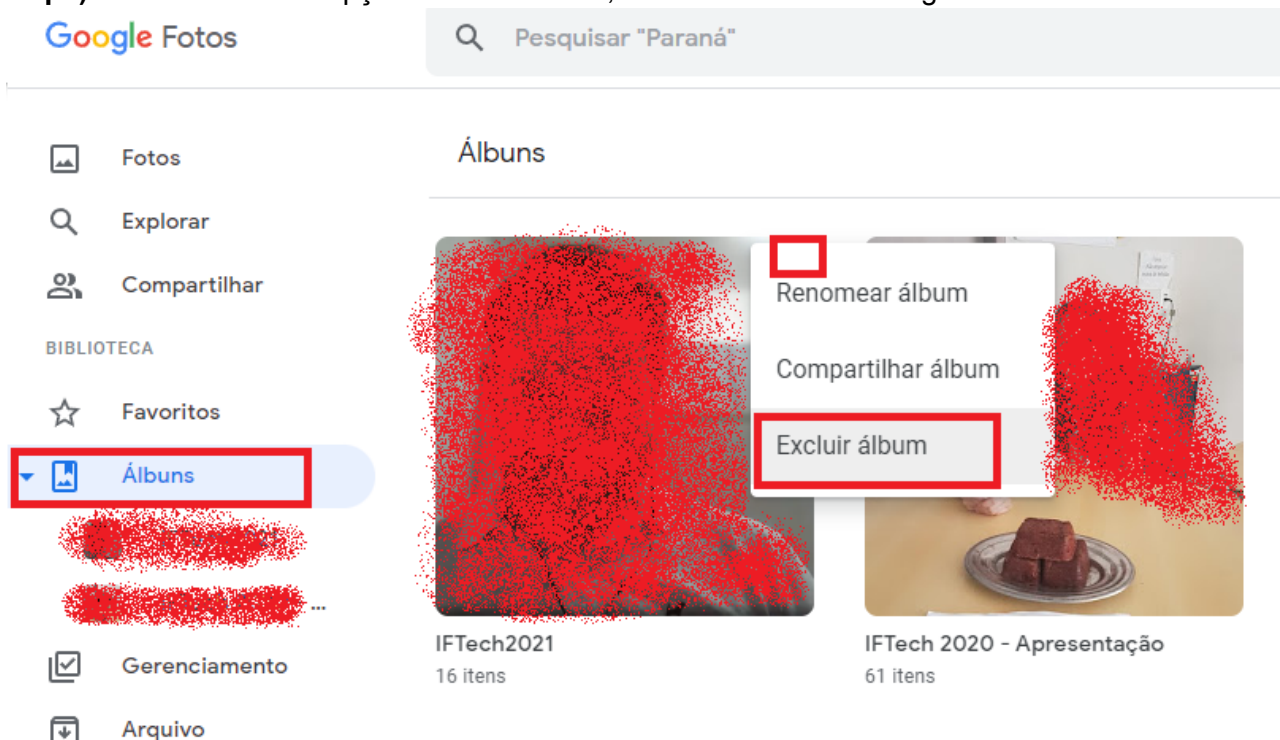 Google Fotos
Pesquisar "Paraná"
Fotos
Álbuns
Explorar
Compartilhar
Renomear álbum
Compartilhar álbum
BIBLIOTECA
Favoritos
Excluir álbum
Álbuns
...
IFTech2021
IFTech 2020 - Apresentação
16 itens
61 itens
Gerenciamento
Arquivo